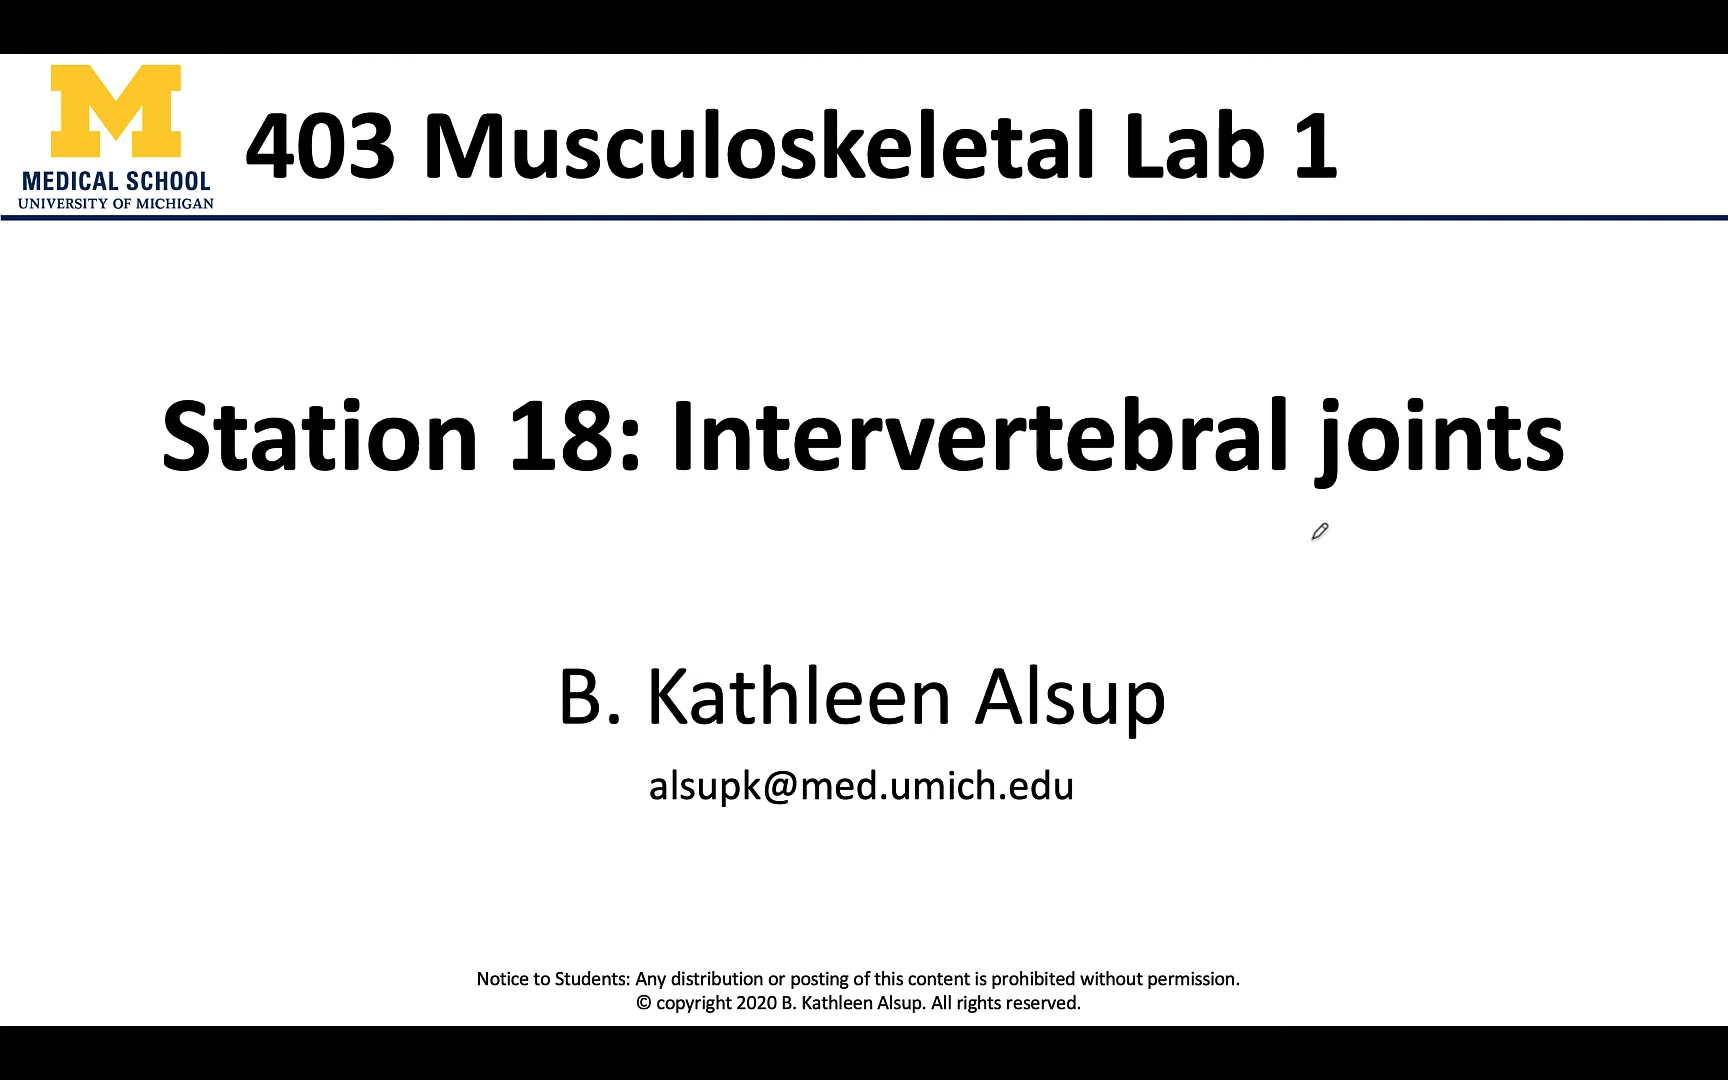 M
MEDICAL SCHOOL
UNIVERSITY OF MICHIGAN
403 Musculoskeletal Lab 1
Station 18: Intervertebral joints
B. Kathleen Alsup
alsupk@med.umich.edu
Notice to Students: Any distribution or posting of this content is prohibited without permission.
© copyright 2020 B. Kathleen Alsup. All rights reserved.